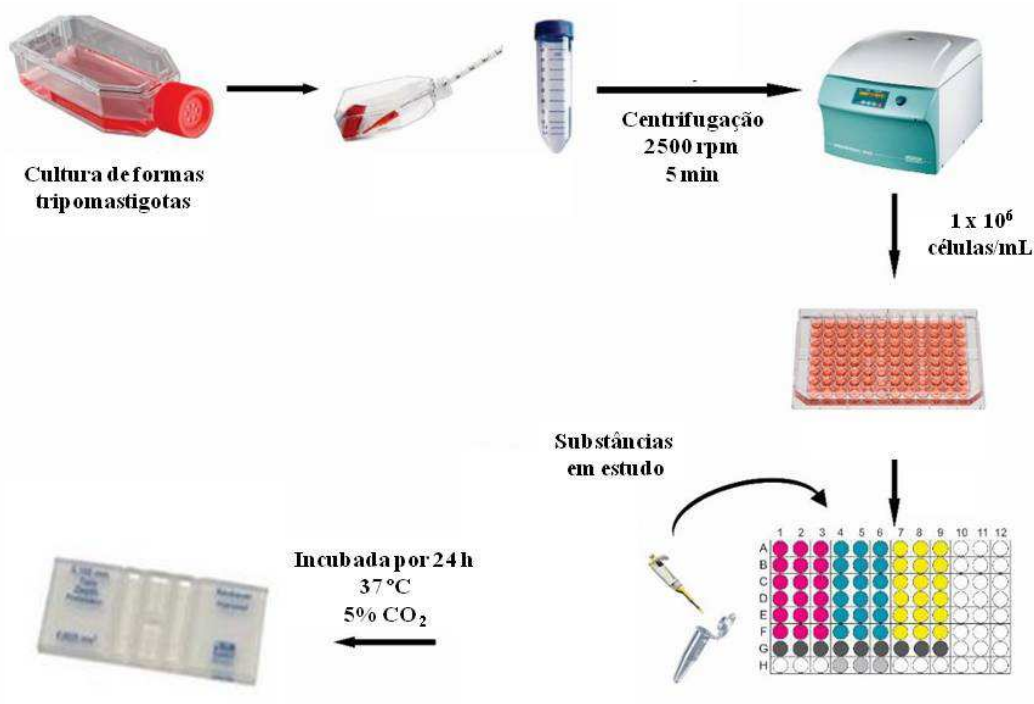 Centrifugação
2500 rpm
5 min
Cultura de formas
tripomastigotas
1 x 10⁶
células/mL
Substâncias
em estudo
Incubada por 24 h
37 ºC
5% CO₂
1 2 3 4 5 6 7 8 9 10 11 12
A
B
C
D
E
F
G
H